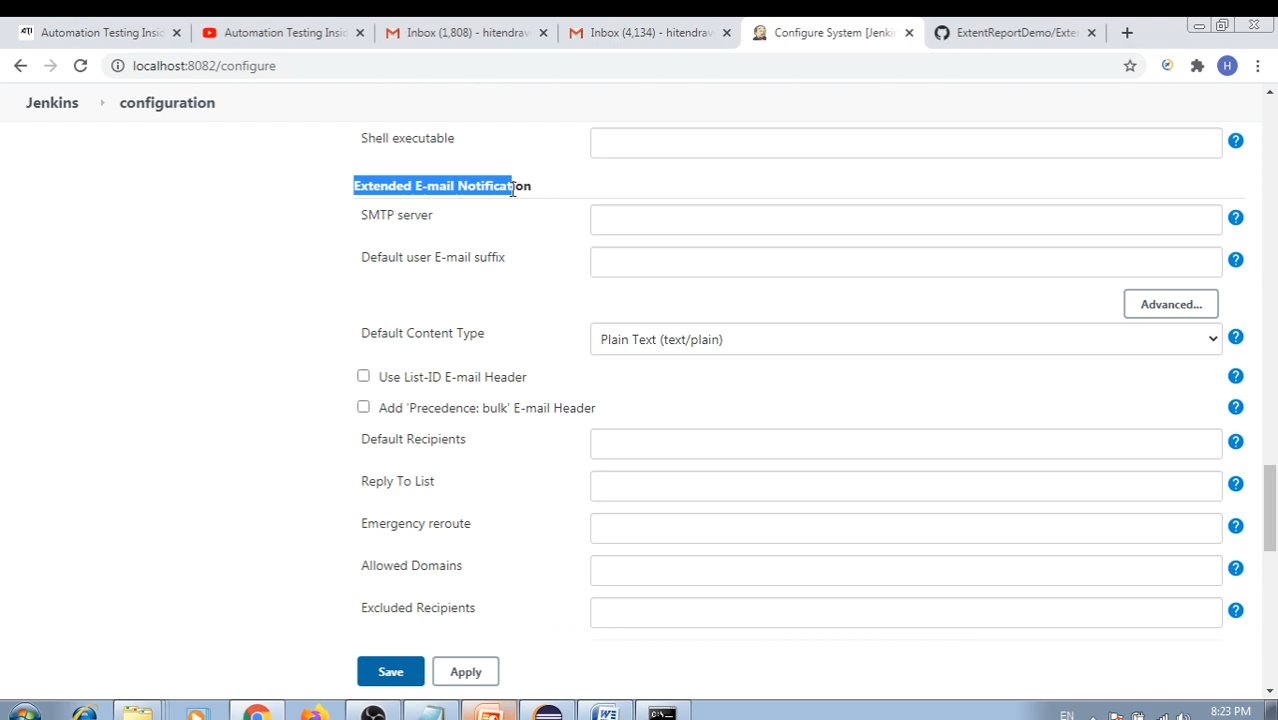 Automation Testing Insi
Automation Testing Insi
Inbox (1,808) - hitendrav
Inbox (4,134) - hitendrav
Configure System [Jenki
ExtentReportDemo/Exte
localhost:8082/configure
H
Jenkins
configuration
Shell executable
Extended E-mail Notification
SMTP server
Default user E-mail suffix
Advanced...
Default Content Type
Plain Text (text/plain)
Use List-ID E-mail Header
Add 'Precedence: bulk' E-mail Header
Default Recipients
Reply To List
Emergency reroute
Allowed Domains
Excluded Recipients
Save
Apply
EN
8:23 PM